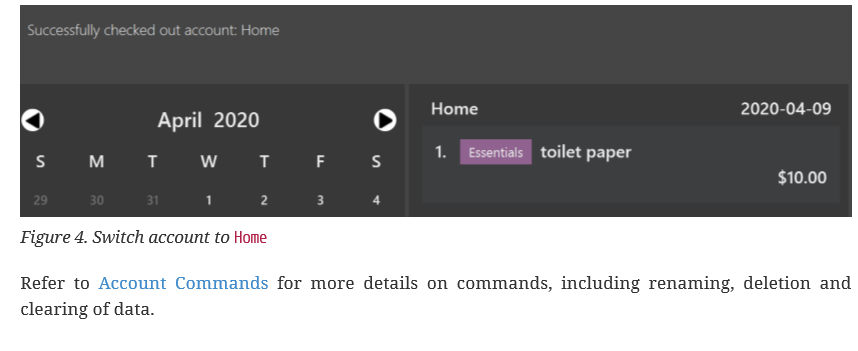 Successfully checked out account: Home
April 2020
S M T W T F S
29 30 31 1 2 3 4
Home 2020-04-09
1. Essentials toilet paper
$10.00
Figure 4. Switch account to Home
Refer to Account Commands for more details on commands, including renaming, deletion and
clearing of data.